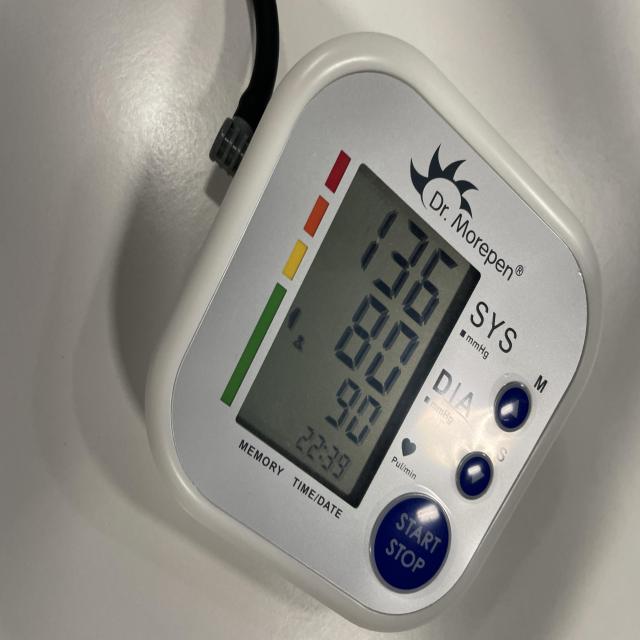 Dr. Morepen®
136
SYS
mmHg
80
DIA
mmHg
90
Pul/min
22:39
M
S
MEMORY TIME/DATE
START
STOP